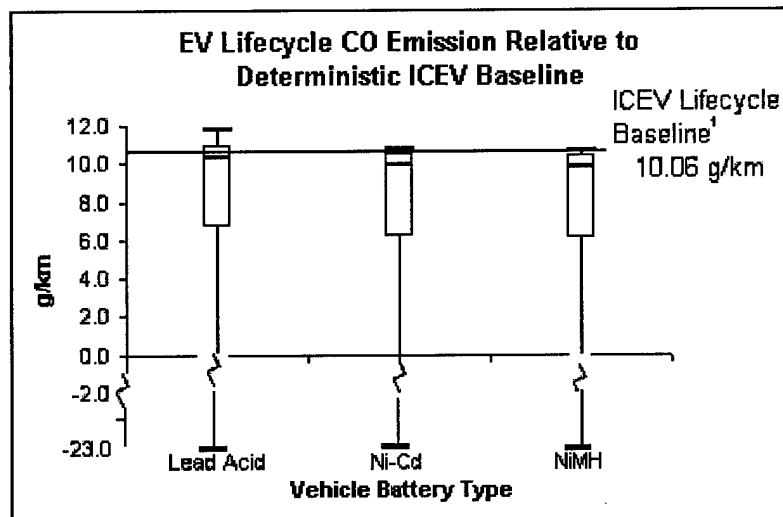 EV Lifecycle CO Emission Relative to
Deterministic ICEV Baseline
ICEV Lifecycle
Baseline¹
10.06 g/km
12.0
10.0
8.0
6.0
4.0
2.0
0.0
-2.0
-23.0
g/km
Lead Acid
Ni-Cd
NiMH
Vehicle Battery Type